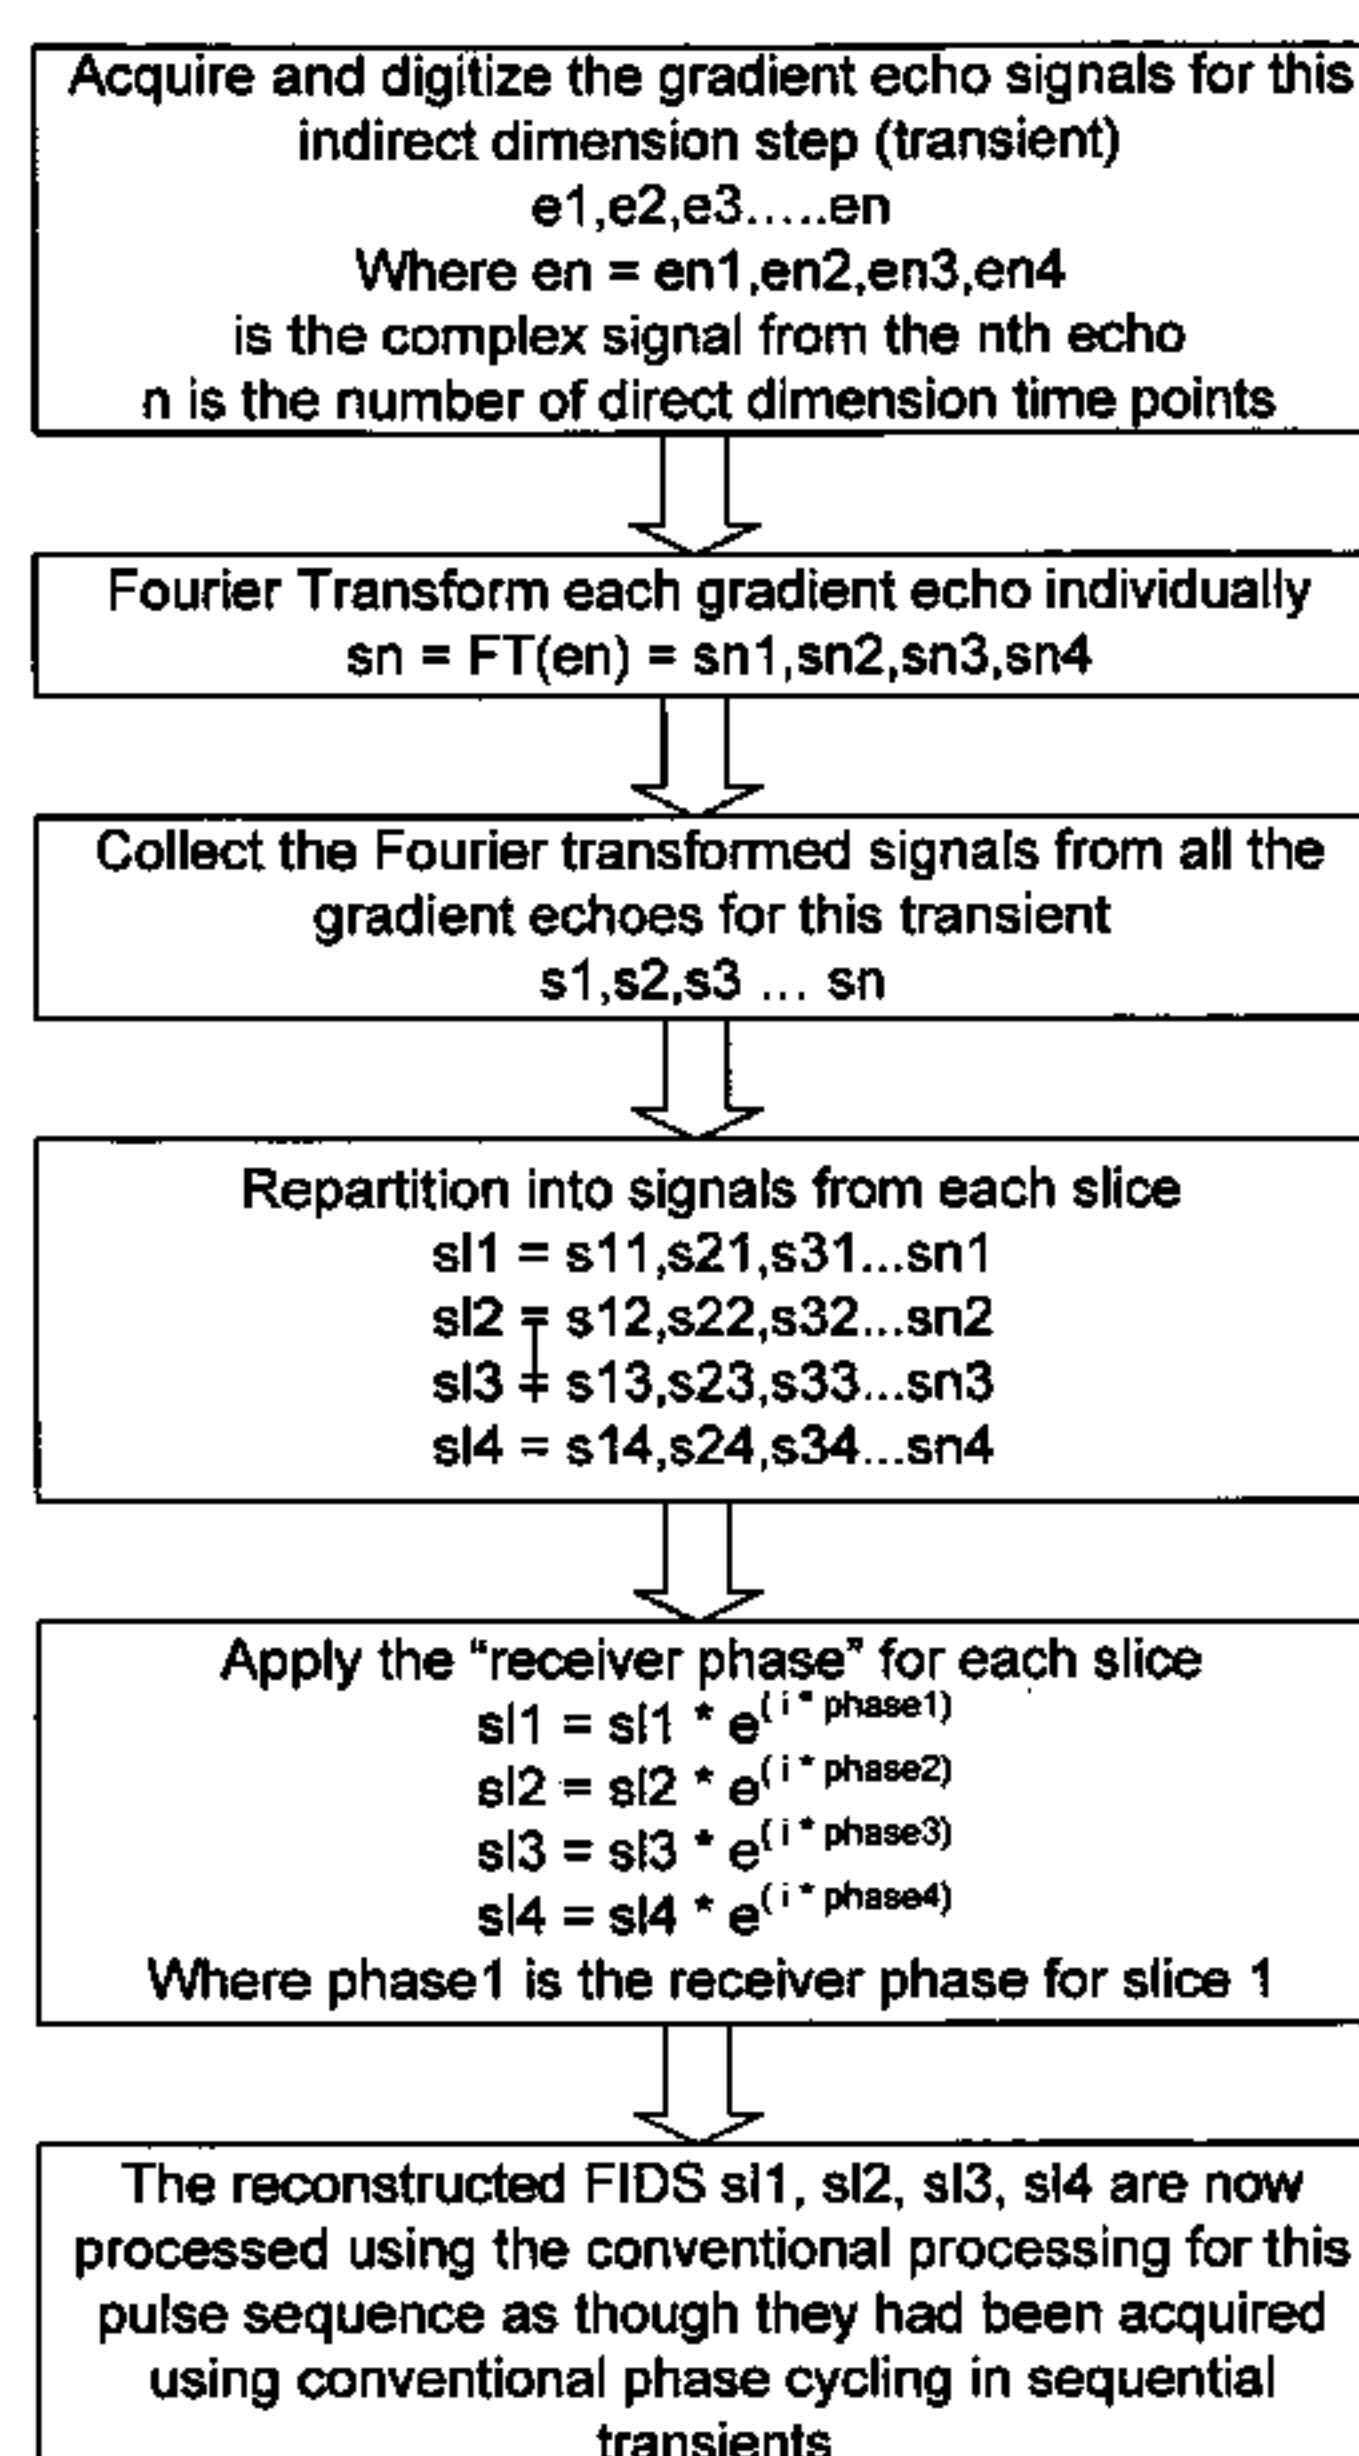 Acquire and digitize the gradient echo signals for this
indirect dimension step (transient)
e1,e2,e3.....en
Where en = en1,en2,en3,en4
is the complex signal from the nth echo
n is the number of direct dimension time points
Fourier Transform each gradient echo individually
sn = FT(en) = sn1,sn2,sn3,sn4
Collect the Fourier transformed signals from all the
gradient echoes for this transient
s1,s2,s3 ... sn
Repartition into signals from each slice
sl1 = s11,s21,s31...sn1
sl2 = s12,s22,s32...sn2
sl3 = s13,s23,s33...sn3
sl4 = s14,s24,s34...sn4
Apply the “receiver phase” for each slice
sl1 = sl1 * e^( i * phase1)
sl2 = sl2 * e^( i * phase2)
sl3 = sl3 * e^( i * phase3)
sl4 = sl4 * e^( i * phase4)
Where phase1 is the receiver phase for slice 1
The reconstructed FIDS sl1, sl2, sl3, sl4 are now
processed using the conventional processing for this
pulse sequence as though they had been acquired
using conventional phase cycling in sequential
transients